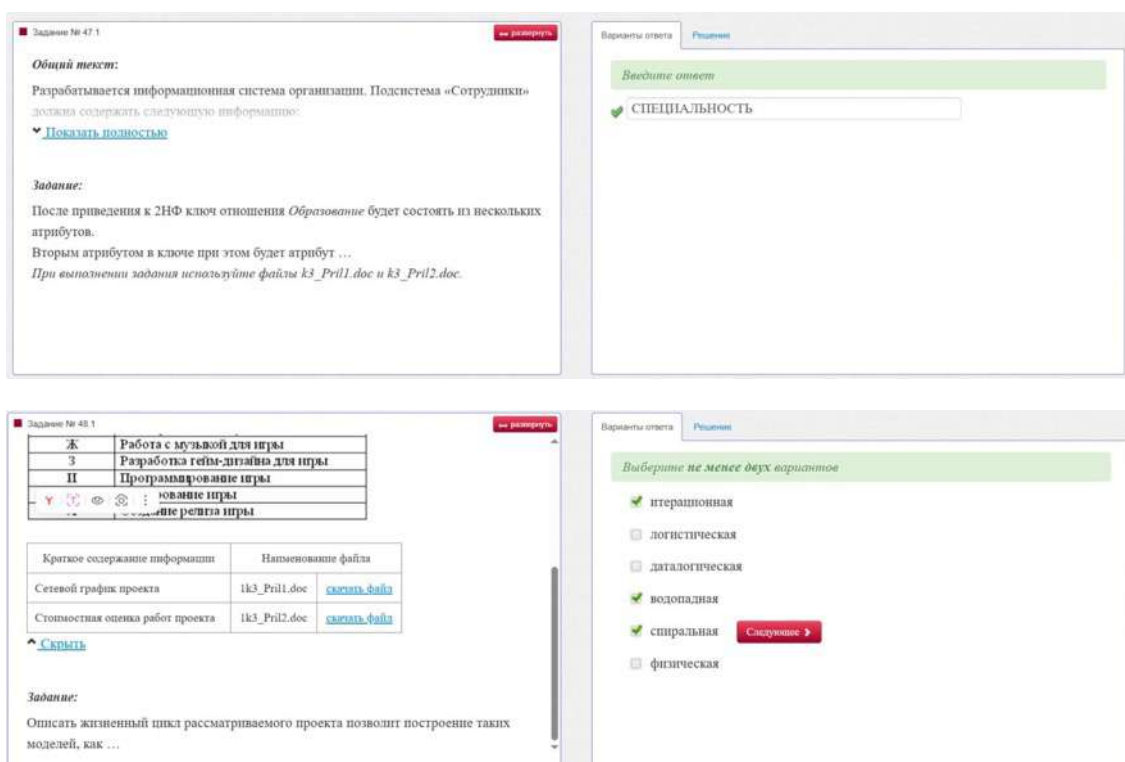 Задание № 47.1
развернуть
Общий текст:
Разрабатывается информационная система организации. Подсистема «Сотрудники»
должна содержать следующую информацию:
Показать полностью
Задание:
После приведения к 2НФ ключ отношения Образование будет состоять из нескольких
атрибутов.
Вторым атрибутом в ключе при этом будет атрибут …
При выполнении задания используйте файлы k3_Pril1.doc и k3_Pril2.doc.
Варианты ответа Решение
Введите ответ
СПЕЦИАЛЬНОСТЬ
Задание № 48.1
развернуть
Ж Работа с музыкой для игры
З Разработка гейм-дизайна для игры
И Программирование игры
ование игры
ние релиза игры
Краткое содержание информации Наименование файла
Сетевой график проекта 1k3_Pril1.doc скачать файл
Стоимостная оценка работ проекта 1k3_Pril2.doc скачать файл
Скрыть
Задание:
Описать жизненный цикл рассматриваемого проекта позволит построение таких
моделей, как …
Варианты ответа Решение
Выберите не менее двух вариантов
итерационная
логистическая
даталогическая
водопадная
спиральная Следующее
физическая